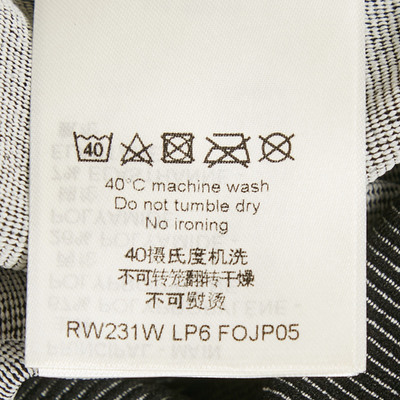 40
40°C machine wash
Do not tumble dry
No ironing
40摄氏度机洗
不可转笼翻转干燥
不可熨烫
RW231W LP6 FOJP05